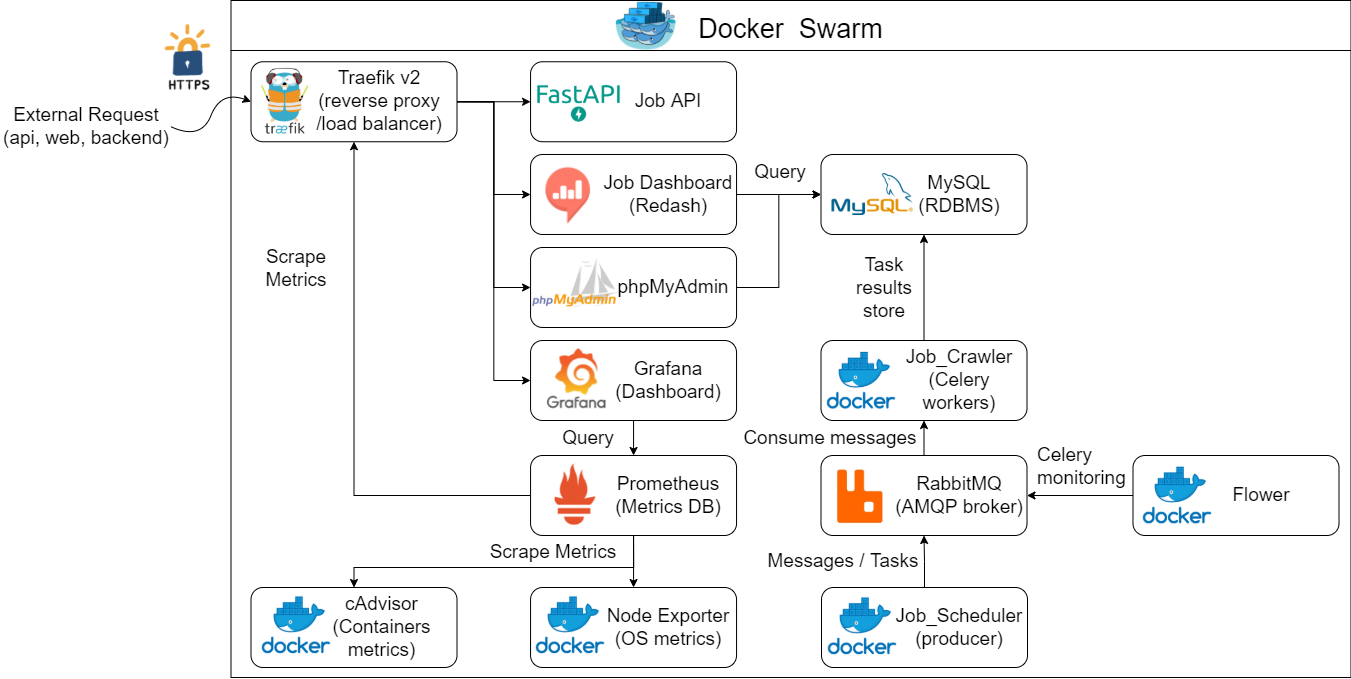 Docker Swarm
HTTPS
External Request
(api, web, backend)
træfik
Traefik v2
(reverse proxy
/load balancer)
FastAPI
Job API
Job Dashboard
(Redash)
Query
MySQL
MySQL
(RDBMS)
phpMyAdmin
phpMyAdmin
Scrape
Metrics
Task
results
store
Grafana
Grafana
(Dashboard)
docker
Job_Crawler
(Celery
workers)
Query
Consume messages
Prometheus
(Metrics DB)
RabbitMQ
(AMQP broker)
Celery
monitoring
docker
Flower
Scrape Metrics
Messages / Tasks
docker
cAdvisor
(Containers
metrics)
docker
Node Exporter
(OS metrics)
docker
Job_Scheduler
(producer)